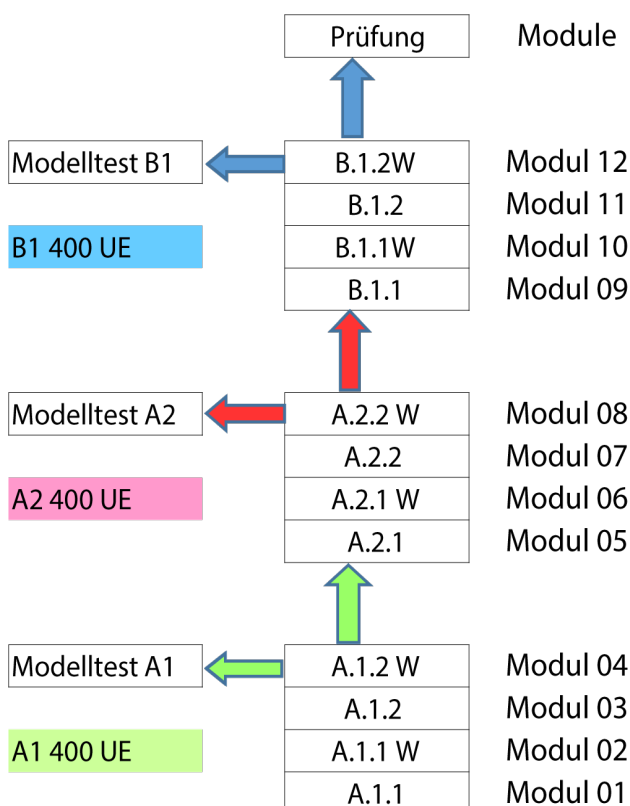 Prüfung Module
Modelltest B1 B.1.2W Modul 12
B.1.2 Modul 11
B1 400 UE B.1.1W Modul 10
B.1.1 Modul 09
Modelltest A2 A.2.2 W Modul 08
A.2.2 Modul 07
A2 400 UE A.2.1 W Modul 06
A.2.1 Modul 05
Modelltest A1 A.1.2 W Modul 04
A.1.2 Modul 03
A1 400 UE A.1.1 W Modul 02
A.1.1 Modul 01